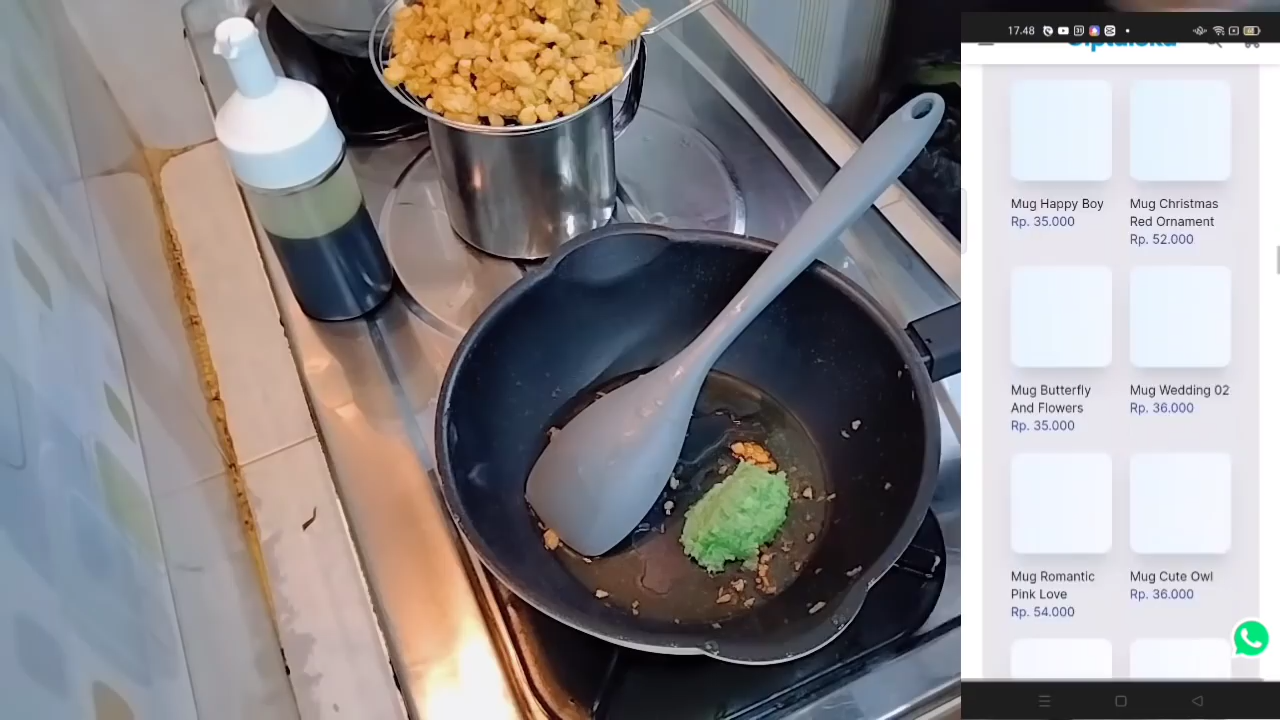 17.48
Mug Happy Boy
Rp. 35.000
Mug Christmas
Red Ornament
Rp. 52.000
Mug Butterfly
And Flowers
Rp. 35.000
Mug Wedding 02
Rp. 36.000
Mug Romantic
Pink Love
Rp. 54.000
Mug Cute Owl
Rp. 36.000